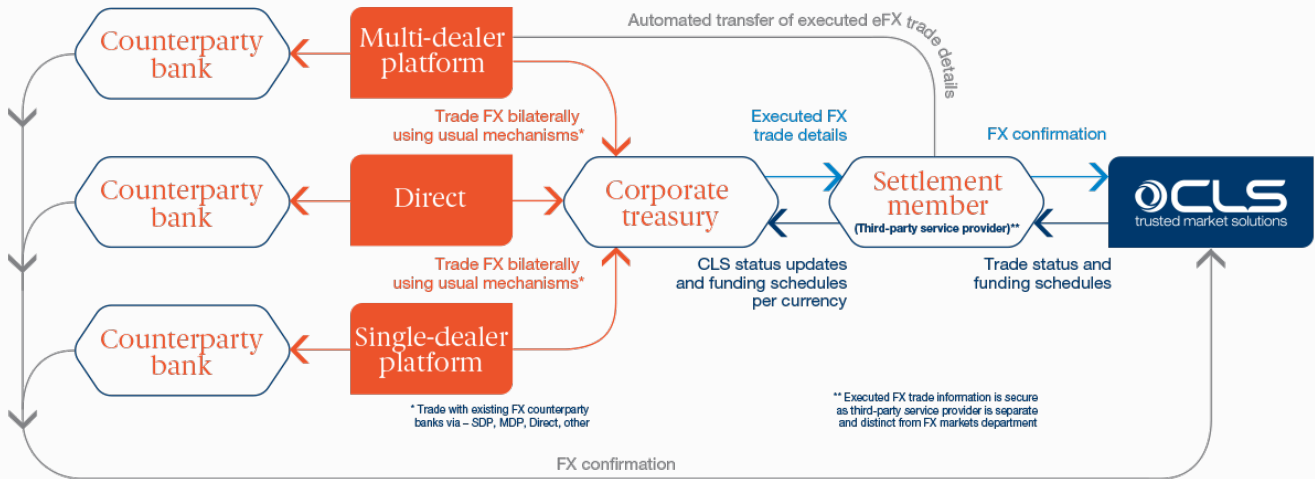 Counterparty
bank
Multi-dealer
platform
Automated transfer of executed eFX trade details
Trade FX bilaterally
using usual mechanisms*
Executed FX
trade details
FX confirmation
Counterparty
bank
Direct
Corporate
treasury
Settlement
member
(Third-party service provider)**
CLS
trusted market solutions
Trade FX bilaterally
using usual mechanisms*
CLS status updates
and funding schedules
per currency
Trade status and
funding schedules
Counterparty
bank
Single-dealer
platform
* Trade with existing FX counterparty
banks via – SDP, MDP, Direct, other
** Executed FX trade information is secure
as third-party service provider is separate
and distinct from FX markets department
FX confirmation